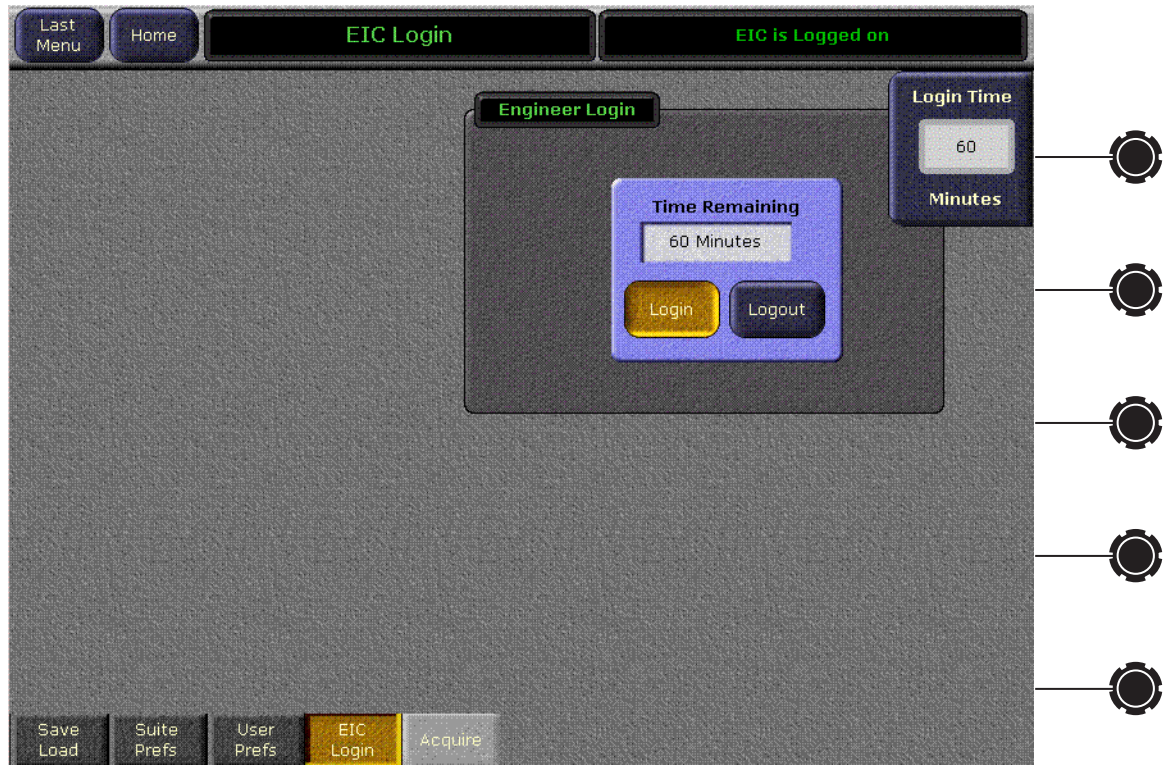 Last
Menu
Home
EIC Login
EIC is Logged on
Login Time
60
Minutes
Engineer Login
Time Remaining
60 Minutes
Login
Logout
Save
Load
Suite
Prefs
User
Prefs
EIC
Login
Acquire